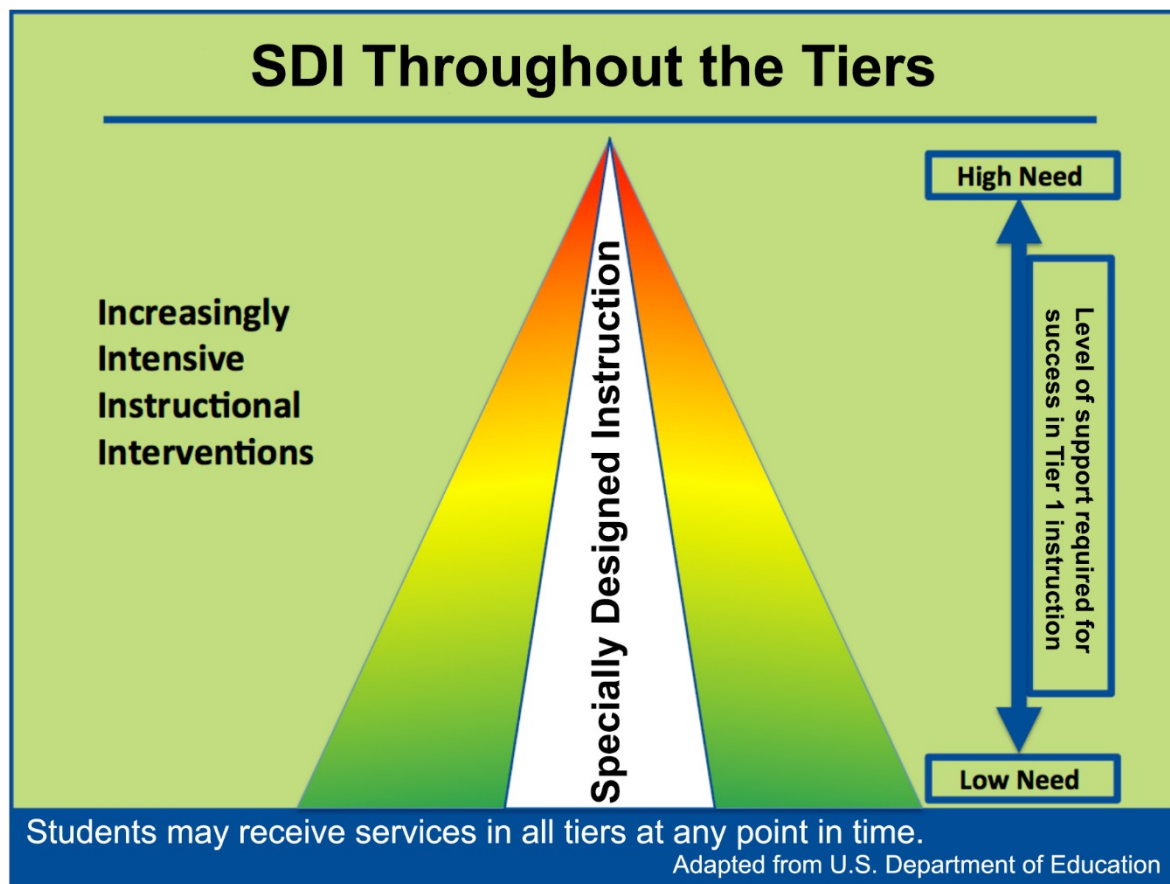 SDI Throughout the Tiers
High Need
Increasingly
Intensive
Instructional
Interventions
Specially Designed Instruction
Level of support required for
success in Tier 1 instruction
Low Need
Students may receive services in all tiers at any point in time.
Adapted from U.S. Department of Education